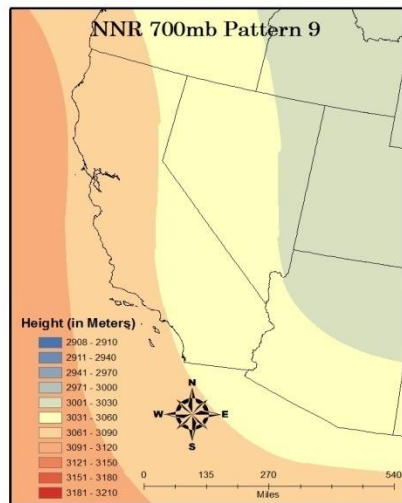 NNR 700mb Pattern 9
Height (in Meters)
2908 - 2910
2911 - 2940
2941 - 2970
2971 - 3000
3001 - 3030
3031 - 3060
3061 - 3090
3091 - 3120
3121 - 3150
3151 - 3180
3181 - 3210
N
W E
S
0 135 270 540
Miles